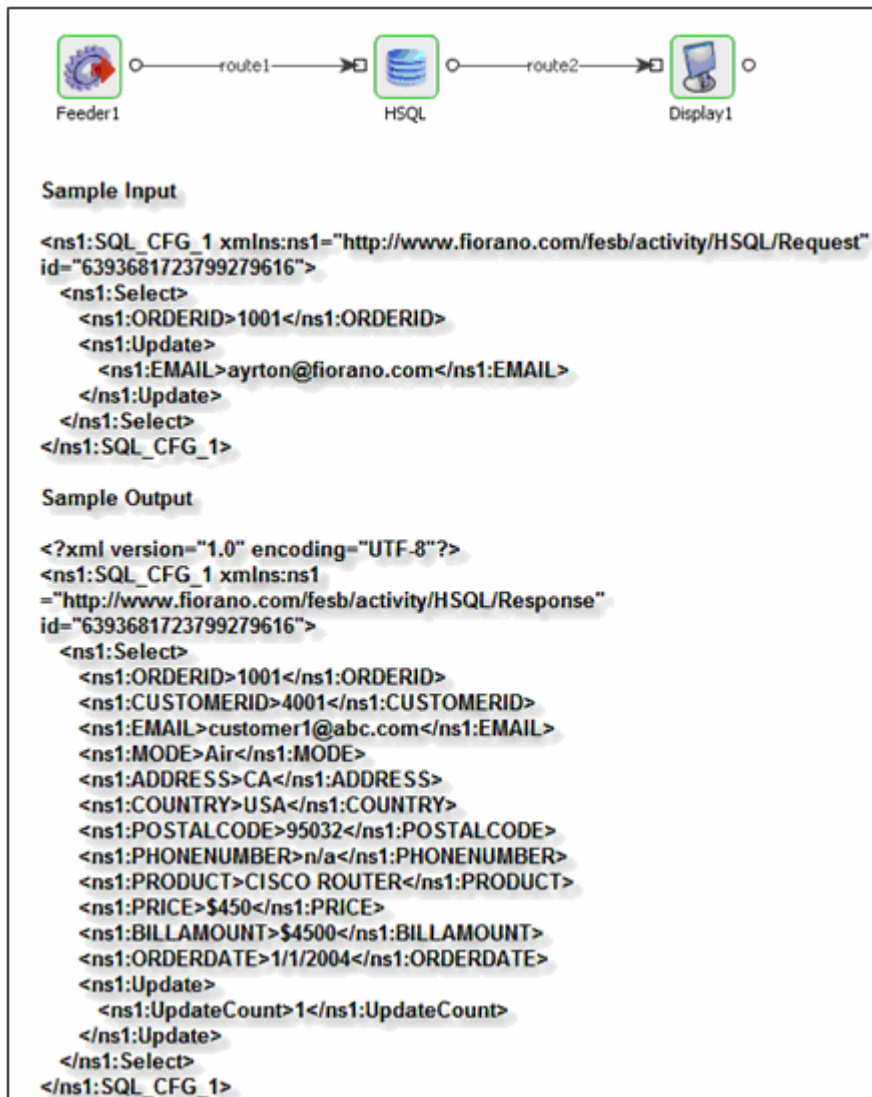 route1
route2
Feeder1
HSQL
Display1
Sample Input
<ns1:SQL_CFG_1 xmlns:ns1="http://www.fiorano.com/fesb/activity/HSQL/Request"
id="6393681723799279616">
<ns1:Select>
<ns1:ORDERID>1001</ns1:ORDERID>
<ns1:Update>
<ns1:EMAIL>ayrton@fiorano.com</ns1:EMAIL>
</ns1:Update>
</ns1:Select>
</ns1:SQL_CFG_1>
Sample Output
<?xml version="1.0" encoding="UTF-8"?>
<ns1:SQL_CFG_1 xmlns:ns1
="http://www.fiorano.com/fesb/activity/HSQL/Response"
id="6393681723799279616">
<ns1:Select>
<ns1:ORDERID>1001</ns1:ORDERID>
<ns1:CUSTOMERID>4001</ns1:CUSTOMERID>
<ns1:EMAIL>customer1@abc.com</ns1:EMAIL>
<ns1:MODE>Air</ns1:MODE>
<ns1:ADDRESS>CA</ns1:ADDRESS>
<ns1:COUNTRY>USA</ns1:COUNTRY>
<ns1:POSTALCODE>95032</ns1:POSTALCODE>
<ns1:PHONENUMBER>n/a</ns1:PHONENUMBER>
<ns1:PRODUCT>CISCO ROUTER</ns1:PRODUCT>
<ns1:PRICE>$450</ns1:PRICE>
<ns1:BILLAMOUNT>$4500</ns1:BILLAMOUNT>
<ns1:ORDERDATE>1/1/2004</ns1:ORDERDATE>
<ns1:Update>
<ns1:UpdateCount>1</ns1:UpdateCount>
</ns1:Update>
</ns1:Select>
</ns1:SQL_CFG_1>